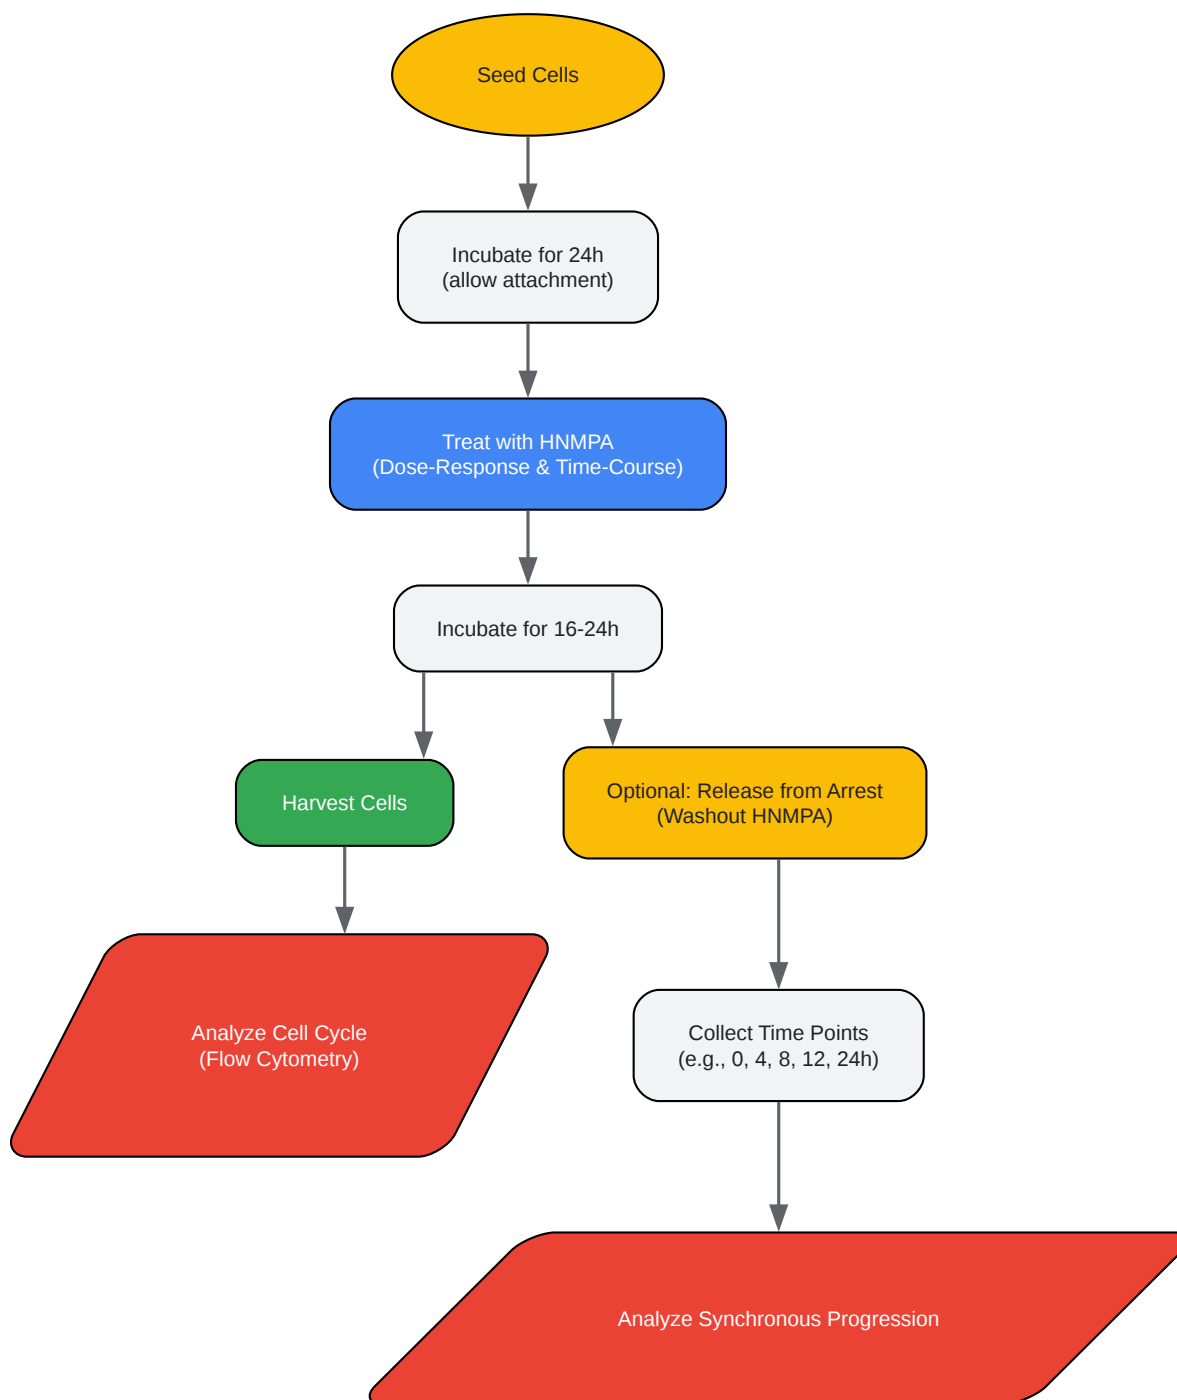 Seed Cells
Incubate for 24h
(allow attachment)
Treat with HNMPA
(Dose-Response & Time-Course)
Incubate for 16-24h
Harvest Cells
Optional: Release from Arrest
(Washout HNMPA)
Analyze Cell Cycle
(Flow Cytometry)
Collect Time Points
(e.g., 0, 4, 8, 12, 24h)
Analyze Synchronous Progression